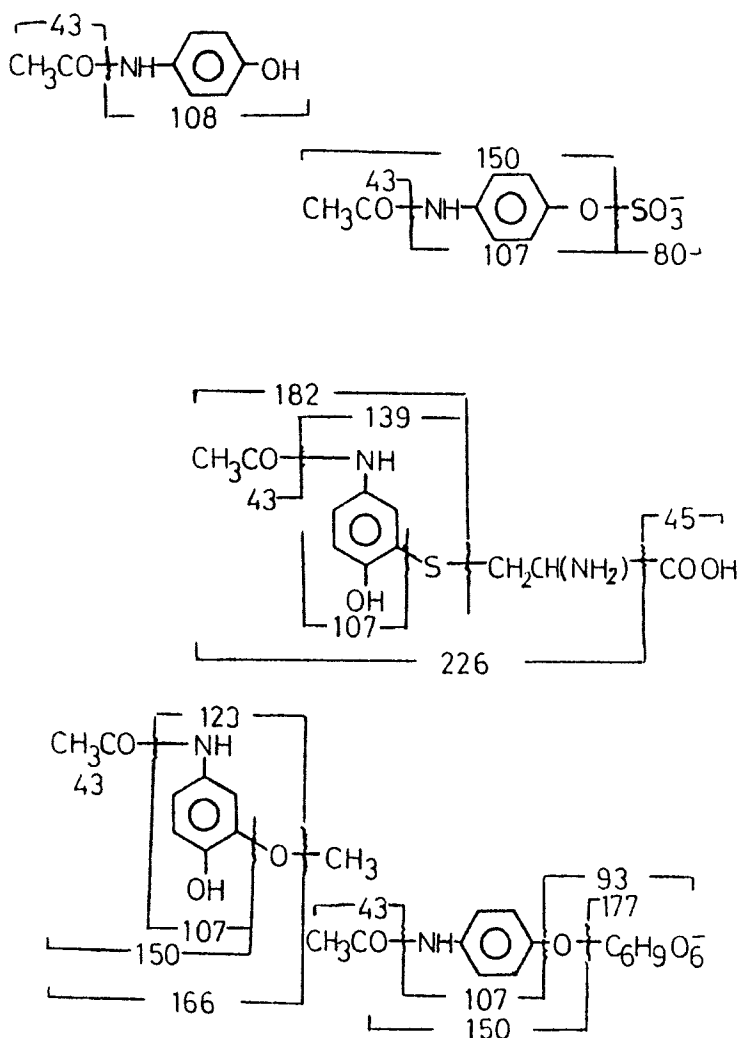 43
CH3CO NH OH
108
150
43
CH3CO NH O SO3-
107 80
182
139
CH3CO NH
43
45
S CH2CH(NH2) COOH
OH
107
226
123
CH3CO NH
43
O CH3
OH
107
150
166
93
43 177
CH3CO NH O C6H9O6-
107
150